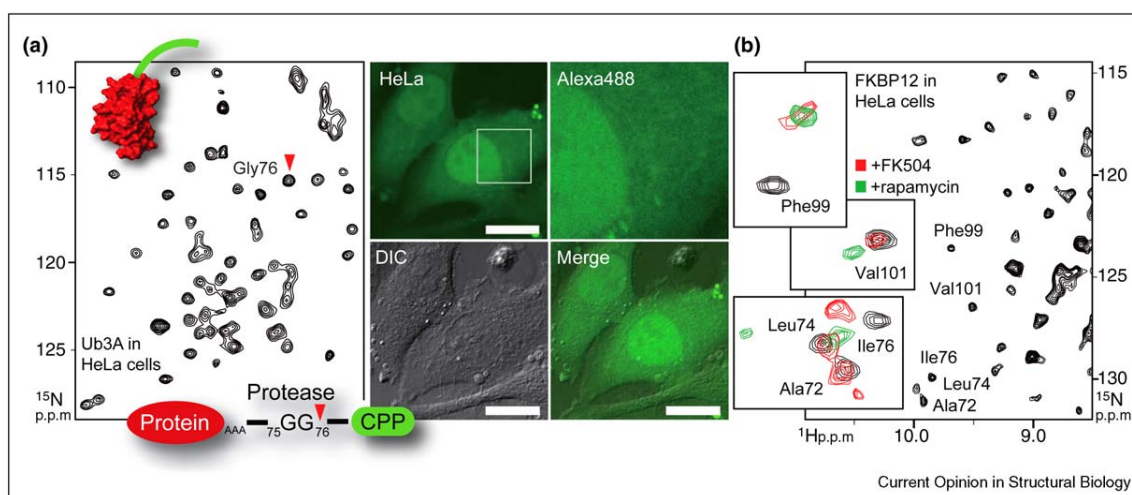 (a)
110
115
120
125
15N
p.p.m
Gly76
Ub3A in
HeLa cells
Protease
Protein
AAA
75
GG
76
CPP
HeLa
Alexa488
DIC
Merge
(b)
FKBP12 in
HeLa cells
+FK504
+rapamycin
Phe99
Val101
Leu74
Ile76
Ala72
Phe99
Val101
Ile76
Leu74
Ala72
115
120
125
130
15N
p.p.m
1Hp.p.m
10.0
9.0
Current Opinion in Structural Biology